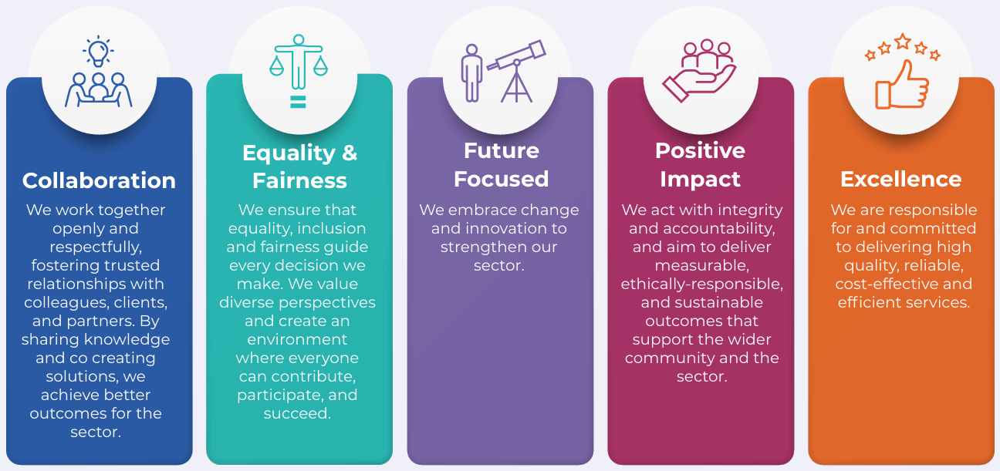 Collaboration
We work together
openly and
respectfully,
fostering trusted
relationships with
colleagues, clients,
and partners. By
sharing knowledge
and co creating
solutions, we
achieve better
outcomes for the
sector.
Equality &
Fairness
We ensure that
equality, inclusion
and fairness guide
every decision we
make. We value
diverse perspectives
and create an
environment
where everyone
can contribute,
participate, and
succeed.
Future
Focused
We embrace change
and innovation to
strengthen our
sector.
Positive
Impact
We act with integrity
and accountability,
and aim to deliver
measurable,
ethically-responsible,
and sustainable
outcomes that
support the wider
community and the
sector.
Excellence
We are responsible
for and committed
to delivering high
quality, reliable,
cost-effective and
efficient services.